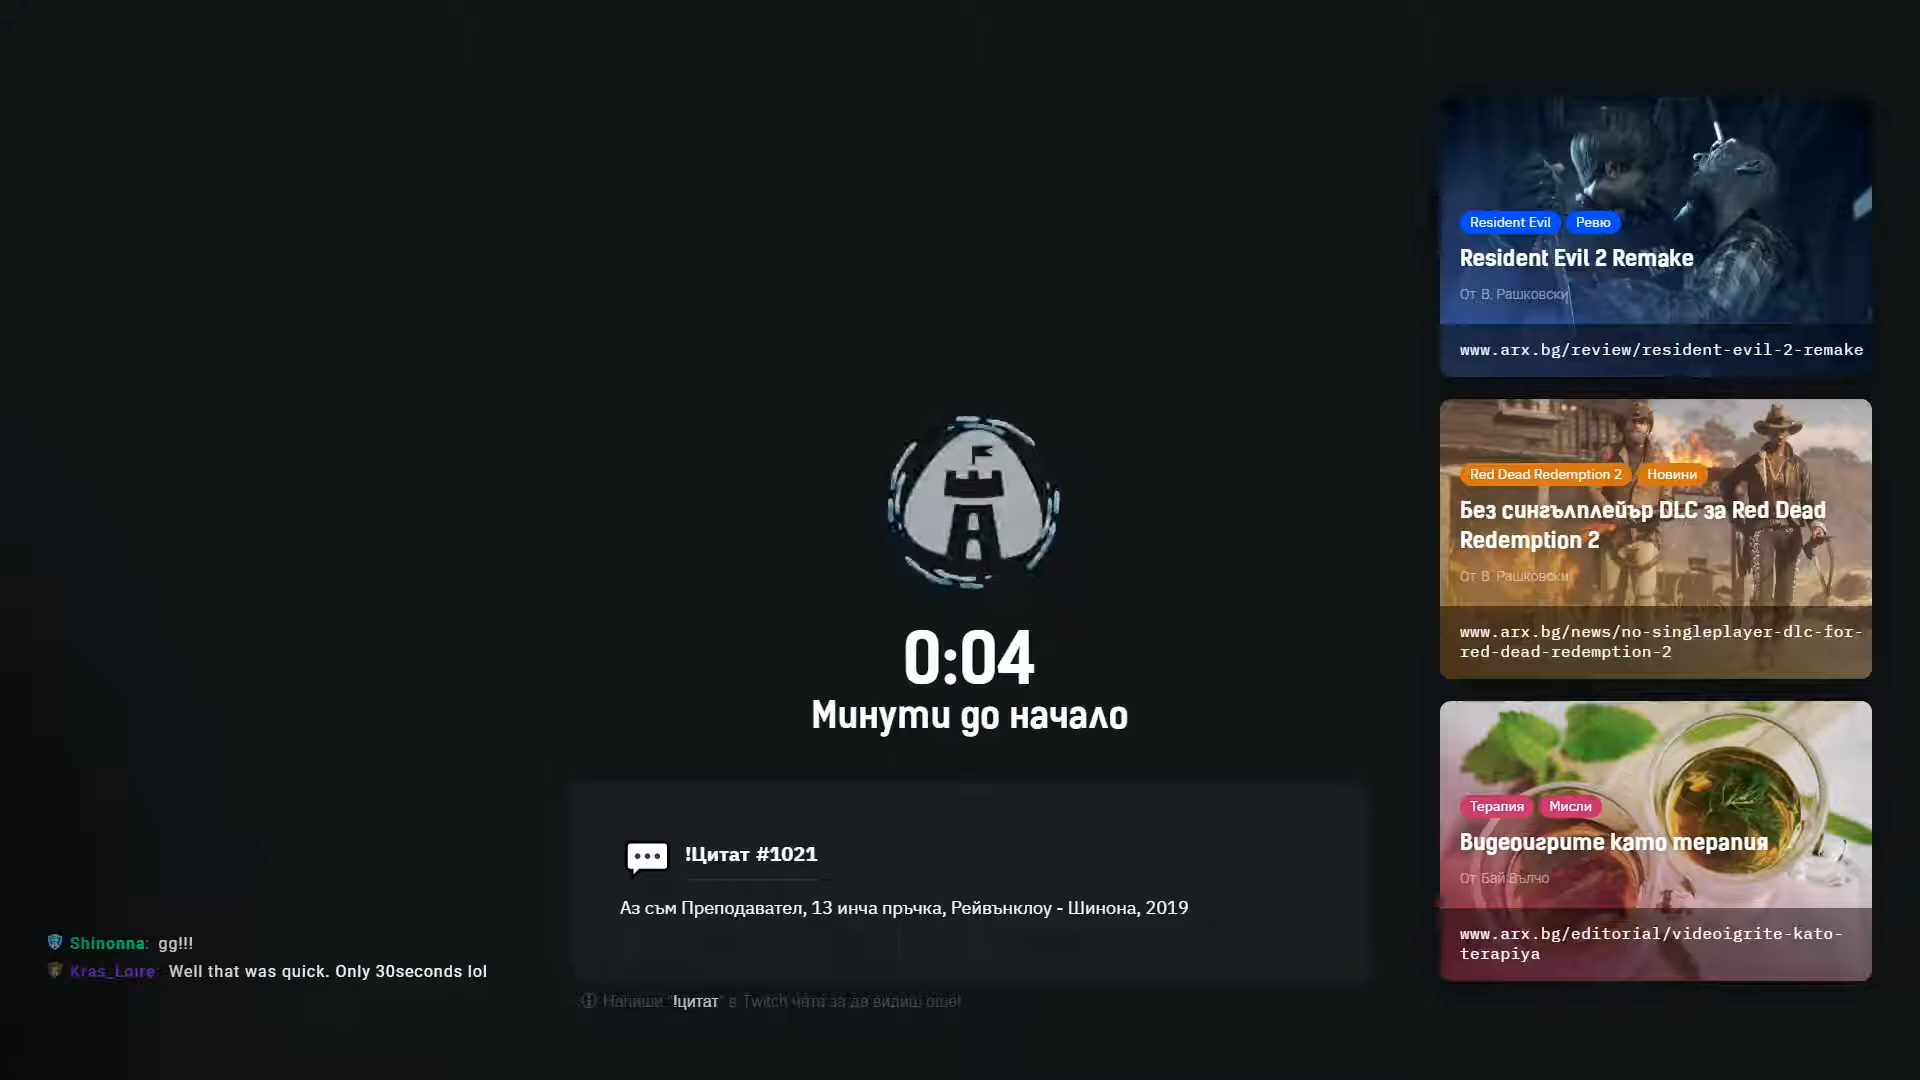 Resident Evil Ревю
Resident Evil 2 Remake
От В. Рашковски
www.arx.bg/review/resident-evil-2-remake
Red Dead Redemption 2 Новини
Без сингълплейър DLC за Red Dead
Redemption 2
От В. Рашковски
www.arx.bg/news/no-singleplayer-dlc-for-
red-dead-redemption-2
Терапия Мисли
Видеоигрите като терапия
От Бай Вълчо
www.arx.bg/editorial/videoigrite-kato-
terapiya
0:04
Минути до начало
!Цитат #1021
Аз съм Преподавател, 13 инча пръчка, Рейвънклоу - Шинона, 2019
Напиши "!цитат" в Twitch чата за да видиш още!
Shinonna: gg!!!
Kras_Loire: Well that was quick. Only 30seconds lol